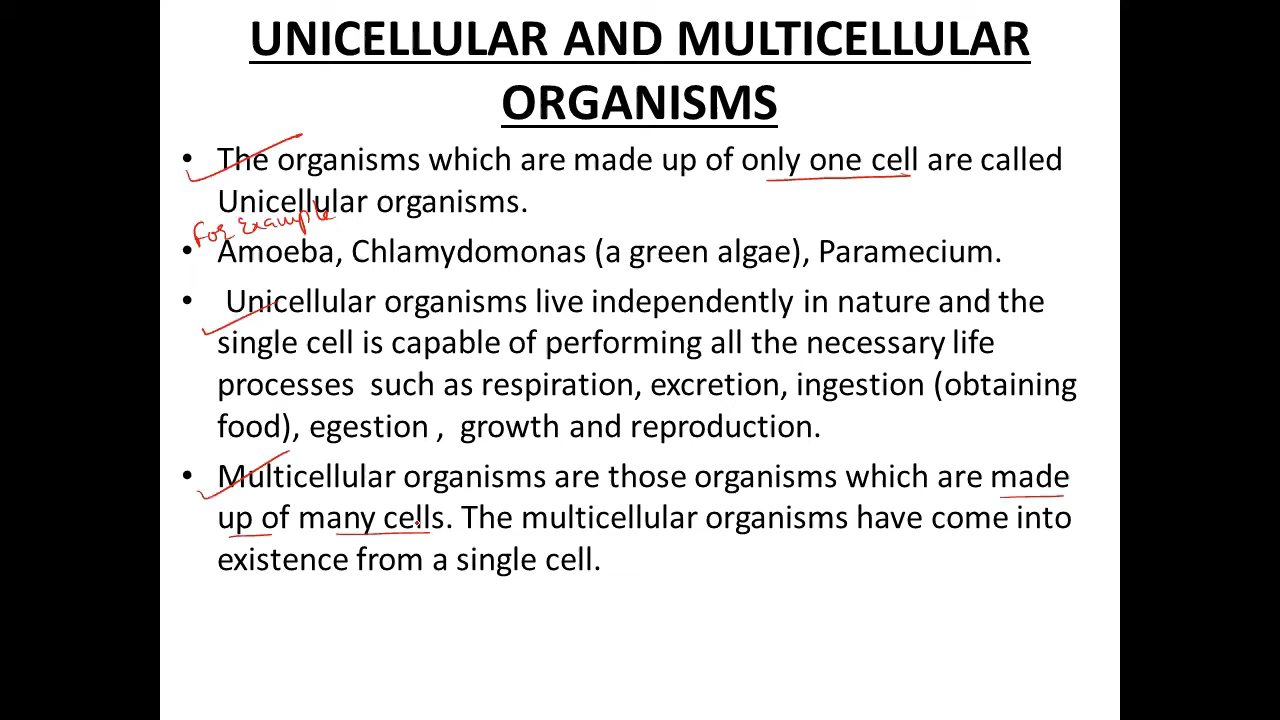 UNICELLULAR AND MULTICELLULAR
ORGANISMS
• The organisms which are made up of only one cell are called
Unicellular organisms.
For Example
• Amoeba, Chlamydomonas (a green algae), Paramecium.
• Unicellular organisms live independently in nature and the
single cell is capable of performing all the necessary life
processes such as respiration, excretion, ingestion (obtaining
food), egestion , growth and reproduction.
• Multicellular organisms are those organisms which are made
up of many cells. The multicellular organisms have come into
existence from a single cell.